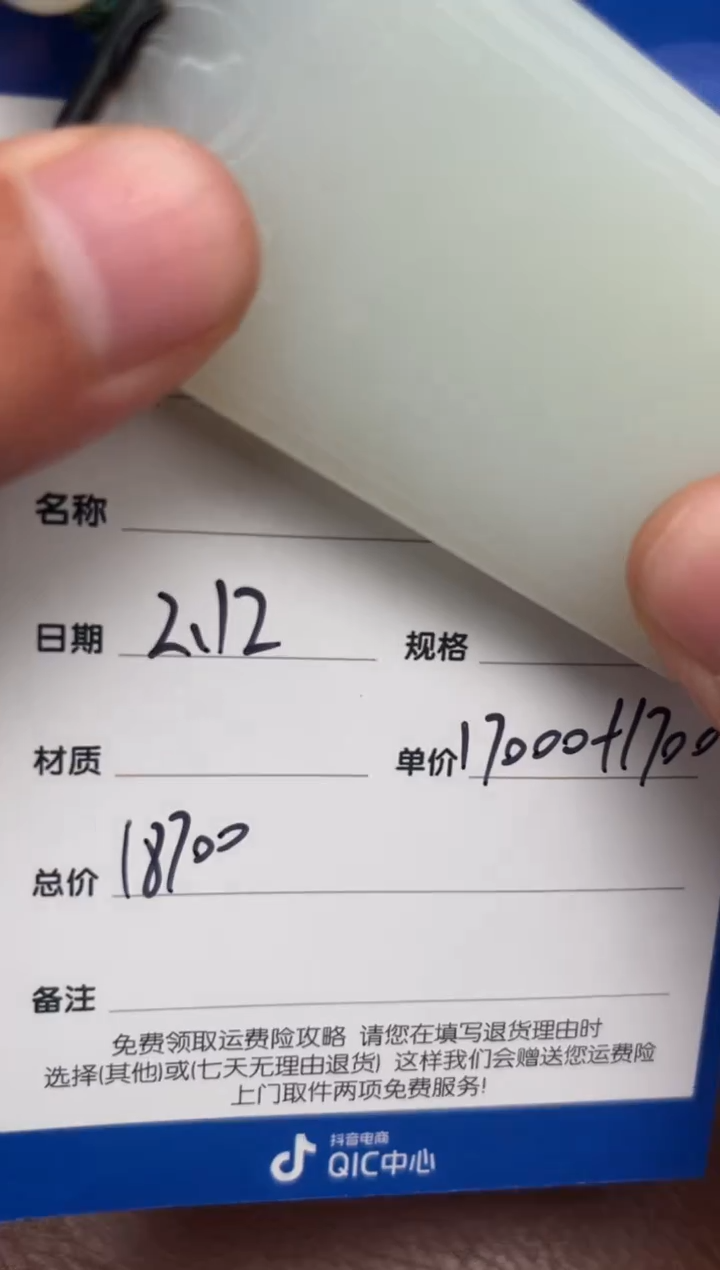 名称
日期 2.12 规格
材质 单价 17000+1700
总价 18700
备注
免费领取运费险攻略 请您在填写退货理由时
选择(其他)或(七天无理由退货) 这样我们会赠送您运费险
上门取件两项免费服务!
抖音电商
QIC中心